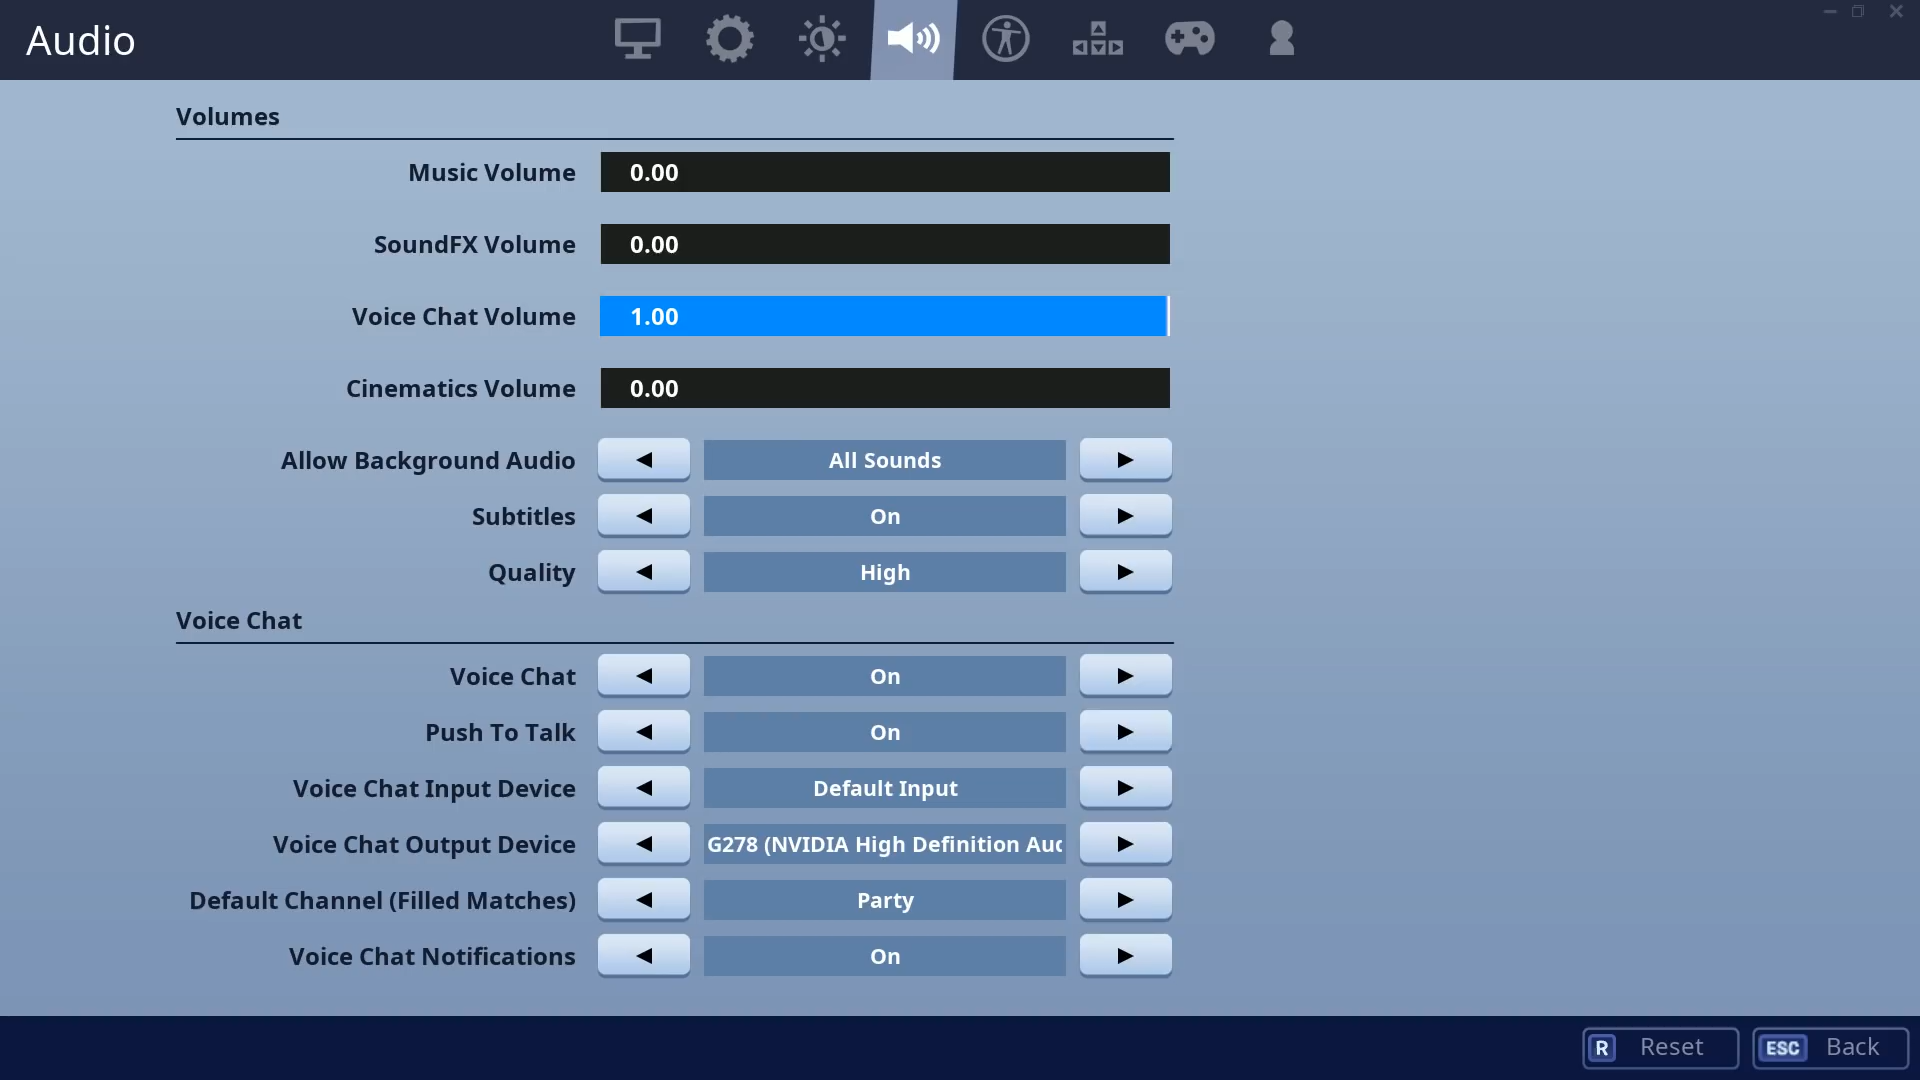 Audio
Volumes
Music Volume 0.00
SoundFX Volume 0.00
Voice Chat Volume 1.00
Cinematics Volume 0.00
Allow Background Audio All Sounds
Subtitles On
Quality High
Voice Chat
Voice Chat On
Push To Talk On
Voice Chat Input Device Default Input
Voice Chat Output Device G278 (NVIDIA High Definition Aud
Default Channel (Filled Matches) Party
Voice Chat Notifications On
R Reset ESC Back